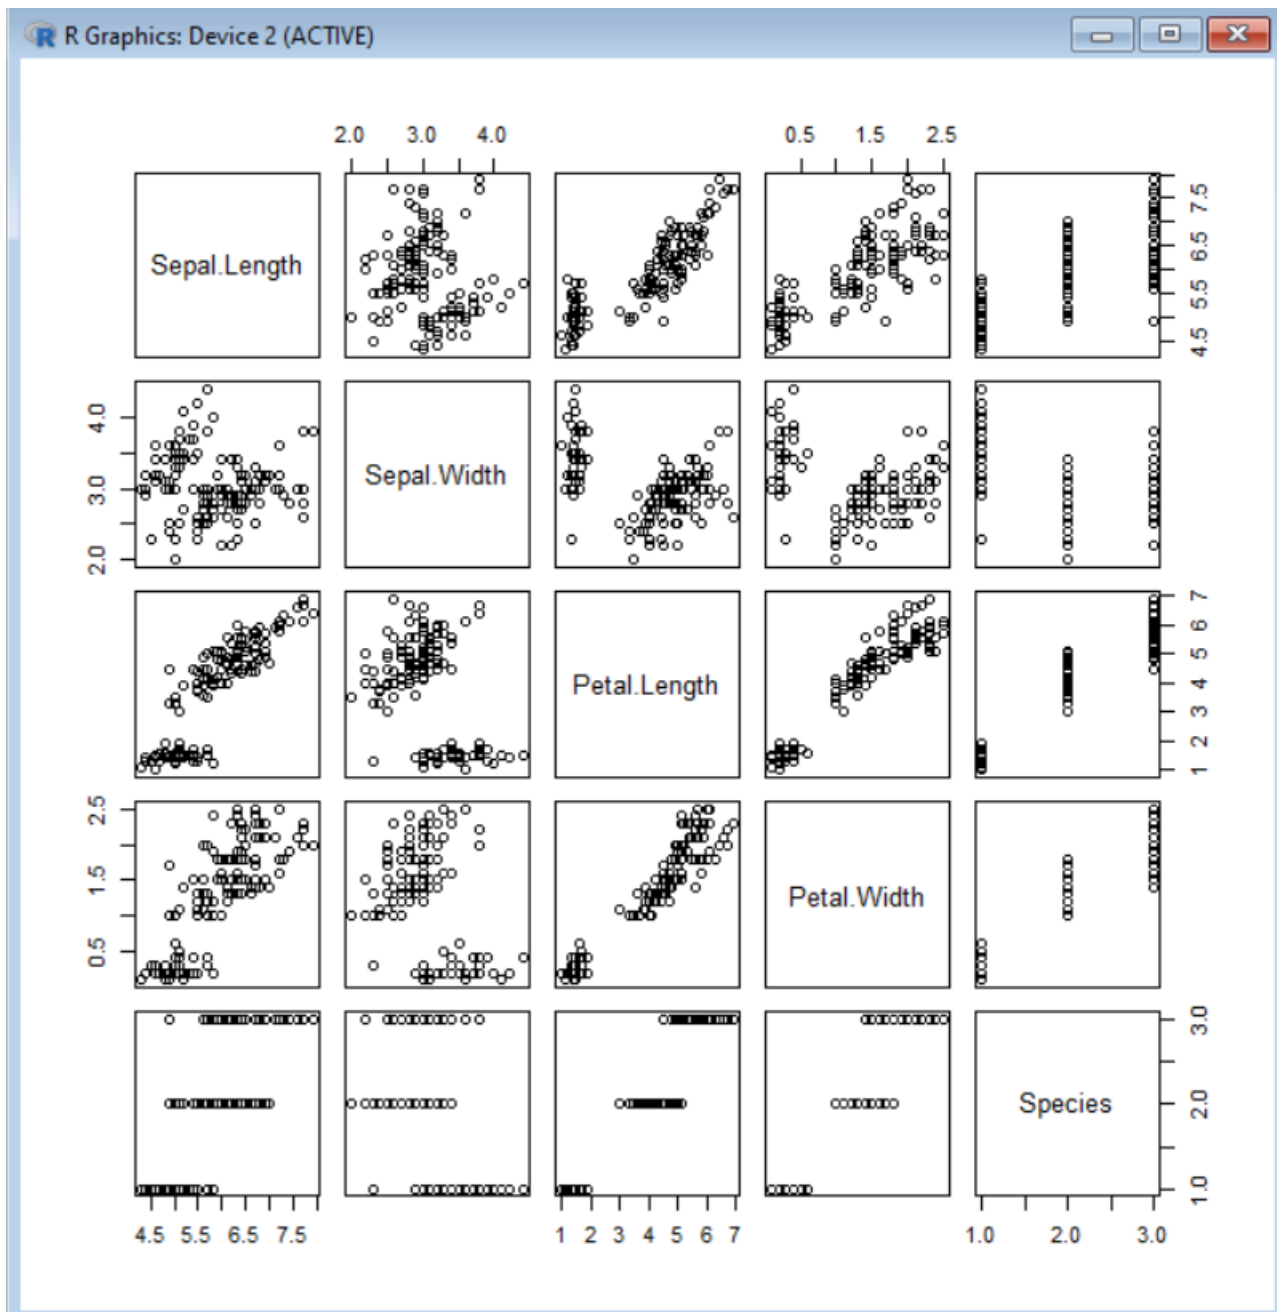 R Graphics: Device 2 (ACTIVE)
2.0 3.0 4.0 0.5 1.5 2.5
Sepal.Length
4.5 5.5 6.5 7.5
2.0 3.0 4.0
Sepal.Width
Petal.Length
1 2 3 4 5 6 7
0.5 1.5 2.5
Petal.Width
Species
1.0 2.0 3.0
4.5 5.5 6.5 7.5 1 2 3 4 5 6 7 1.0 2.0 3.0